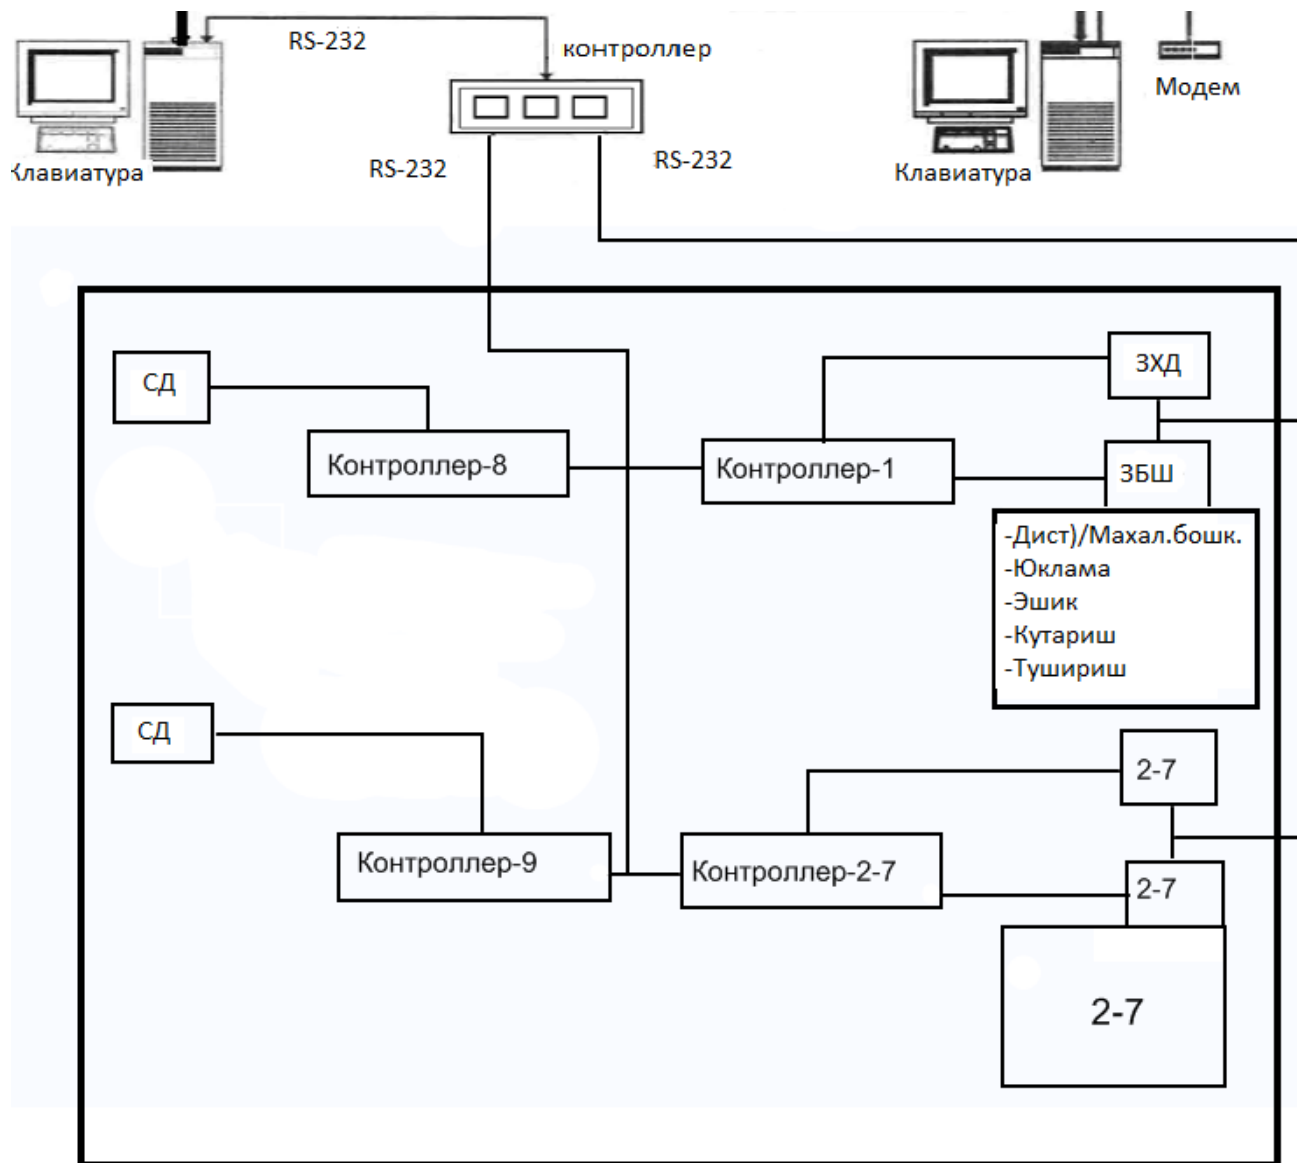 RS-232
контроллер
Модем
RS-232
RS-232
Клавиатура
Клавиатура
ЗХД
СД
Контроллер-8
Контроллер-1
ЗБШ
-Дист)/Махал.бошк.
-Юклама
-Эшик
-Кутариш
-Тушириш
СД
2-7
Контроллер-9
Контроллер-2-7
2-7
2-7